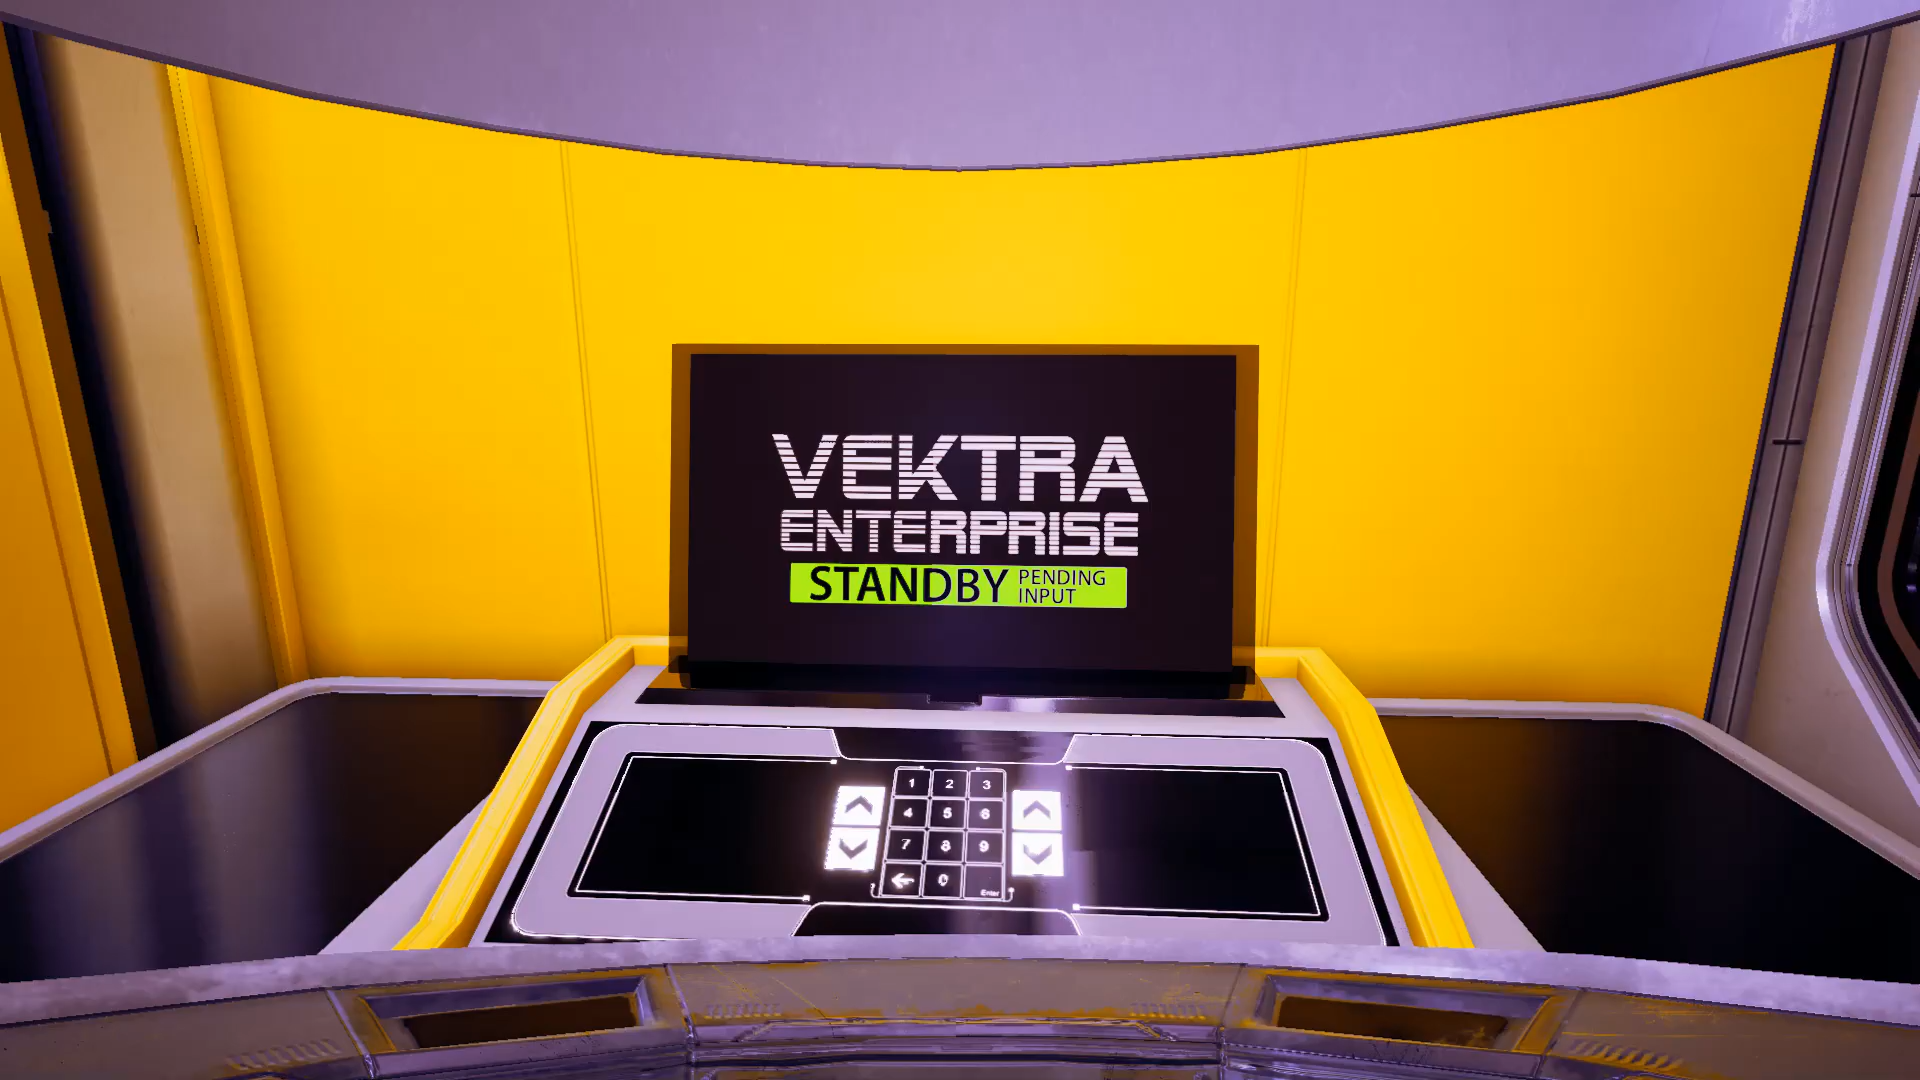 VEKTRA
ENTERPRISE
STANDBY PENDING INPUT
1 2 3
4 5 6
7 8 9
0 Enter